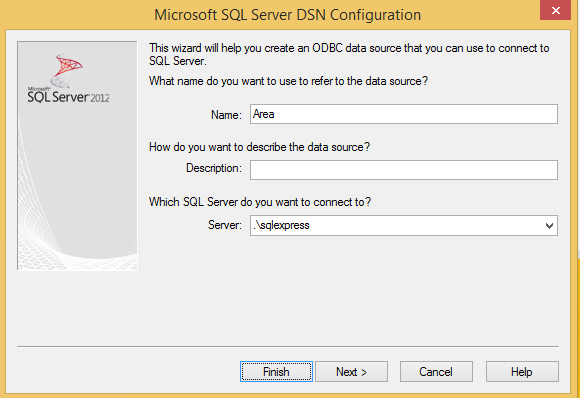 Microsoft SQL Server DSN Configuration
This wizard will help you create an ODBC data source that you can use to connect to
SQL Server.
What name do you want to use to refer to the data source?
Microsoft
SQL Server 2012
Name: Area
How do you want to describe the data source?
Description:
Which SQL Server do you want to connect to?
Server: .\sqlexpress
Finish Next > Cancel Help